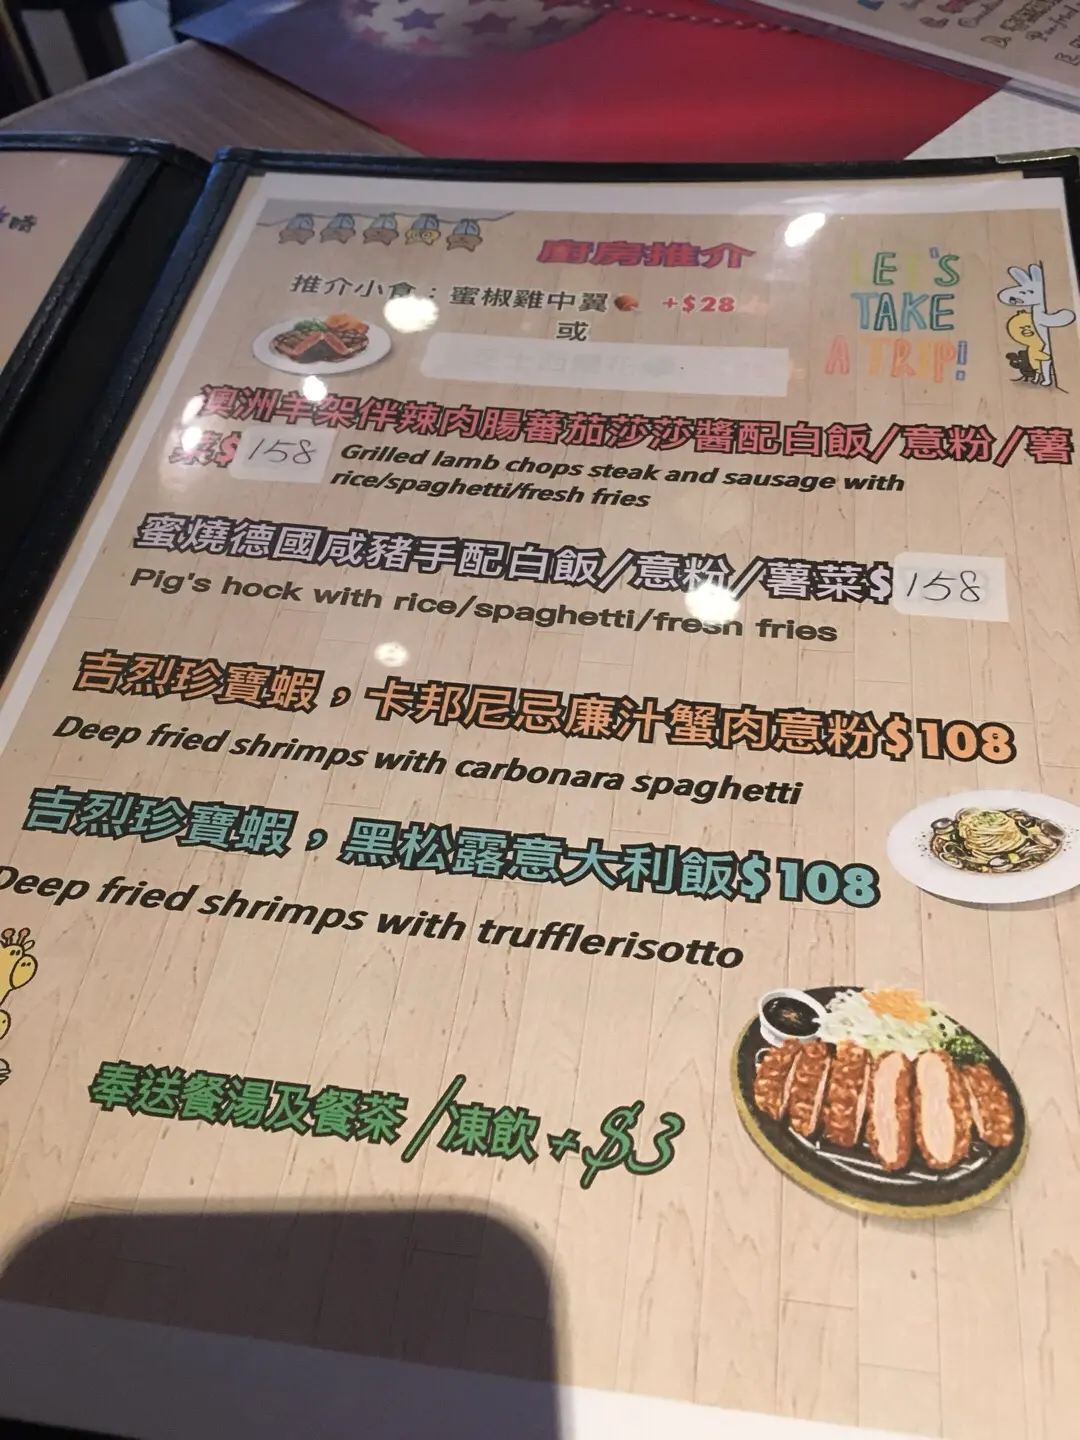 廚房推介
推介小食：蜜椒雞中翼 +$28
或
LET'S
TAKE
A TRIP!
澳洲羊架伴辣肉腸蕃茄莎莎醬配白飯/意粉/薯
菜$ 158
Grilled lamb chops steak and sausage with
rice/spaghetti/fresh fries
蜜燒德國咸豬手配白飯/意粉/薯菜$ 158
Pig's hock with rice/spaghetti/fresh fries
吉烈珍寶蝦，卡邦尼忌廉汁蟹肉意粉$108
Deep fried shrimps with carbonara spaghetti
吉烈珍寶蝦，黑松露意大利飯$108
Deep fried shrimps with trufflerisotto
奉送餐湯及餐茶/凍飲+$3